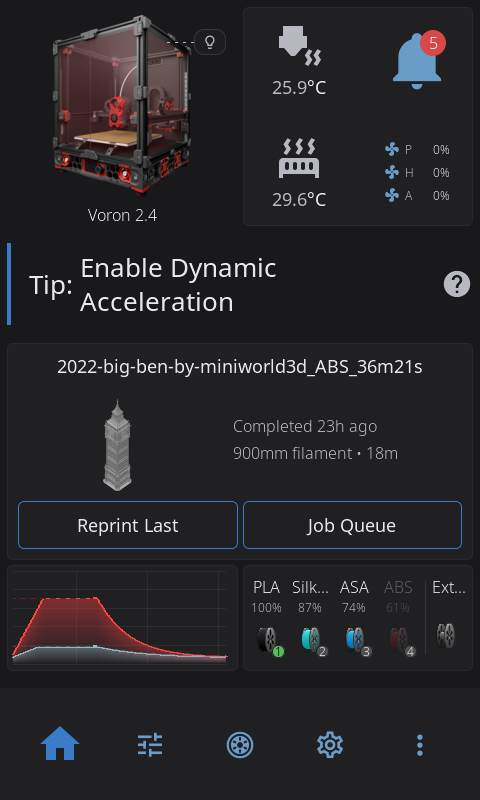 5
25.9°C
29.6°C
P 0%
H 0%
A 0%
Voron 2.4
Tip: Enable Dynamic
Acceleration
?
2022-big-ben-by-miniworld3d_ABS_36m21s
Completed 23h ago
900mm filament • 18m
Reprint Last
Job Queue
PLA Silk... ASA ABS Ext...
100% 87% 74% 61%
1 2 3 4